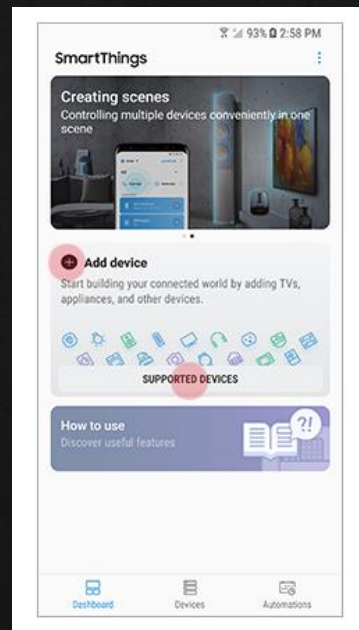 93% 2:58 PM
SmartThings
Creating scenes
Controlling multiple devices conveniently in one
scene
Add device
Start building your connected world by adding TVs,
appliances, and other devices.
SUPPORTED DEVICES
How to use
Discover useful features
?!
Dashboard Devices Automations